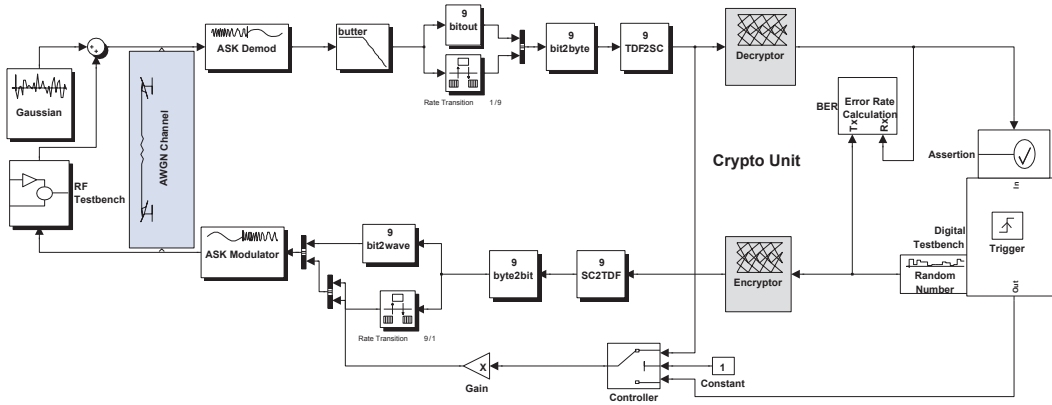 9
bitout
butter
ASK Demod
9
bit2byte
9
TDF2SC
Decryptor
Gaussian
Rate Transition 1/9
BER
Error Rate
Calculation
Tx
Rx
AWGN Channel
Crypto Unit
Assertion
RF
Testbench
In
9
bit2wave
ASK Modulator
9
byte2bit
9
SC2TDF
Encryptor
Digital
Testbench
Trigger
Random
Number
Out
Rate Transition 9/1
X
Gain
Controller
1
Constant